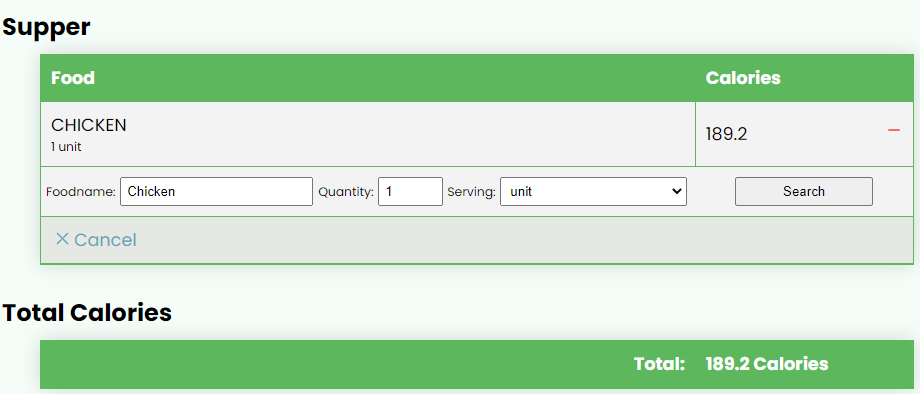 Supper
Food Calories
CHICKEN
1 unit
189.2
Foodname: Chicken Quantity: 1 Serving: unit Search
Cancel
Total Calories
Total: 189.2 Calories